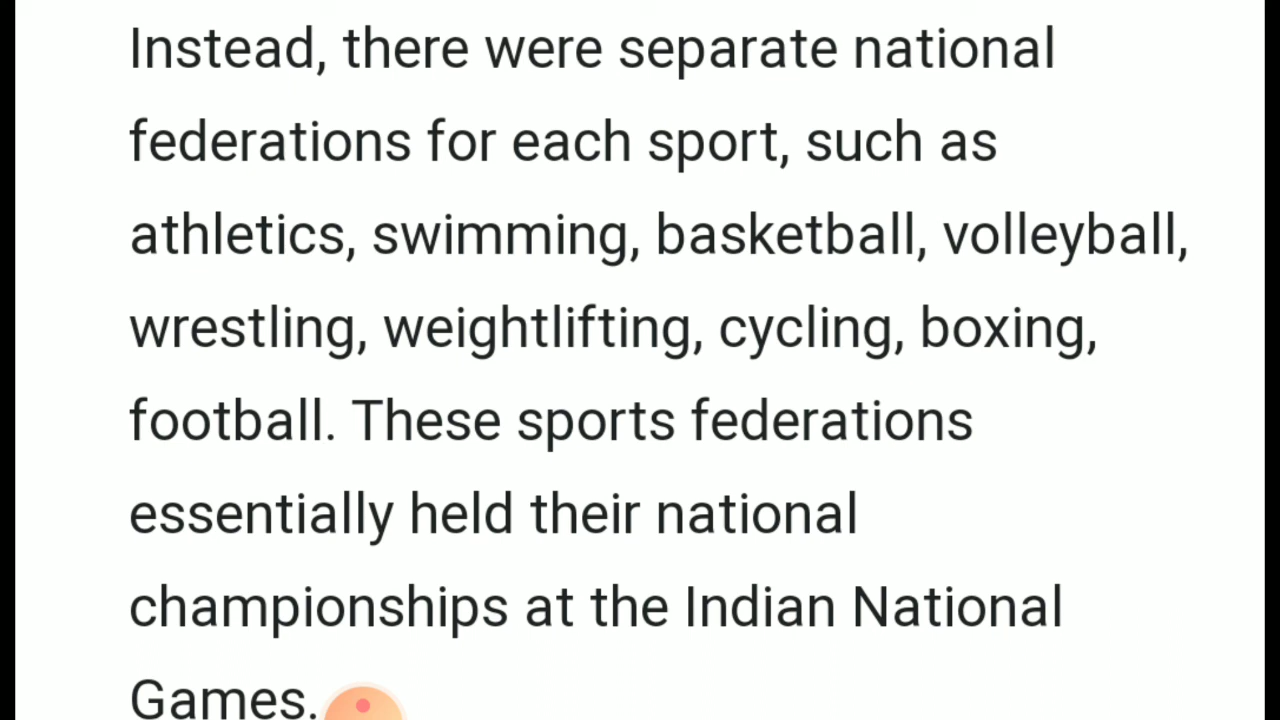 Instead, there were separate national
federations for each sport, such as
athletics, swimming, basketball, volleyball,
wrestling, weightlifting, cycling, boxing,
football. These sports federations
essentially held their national
championships at the Indian National
Games.